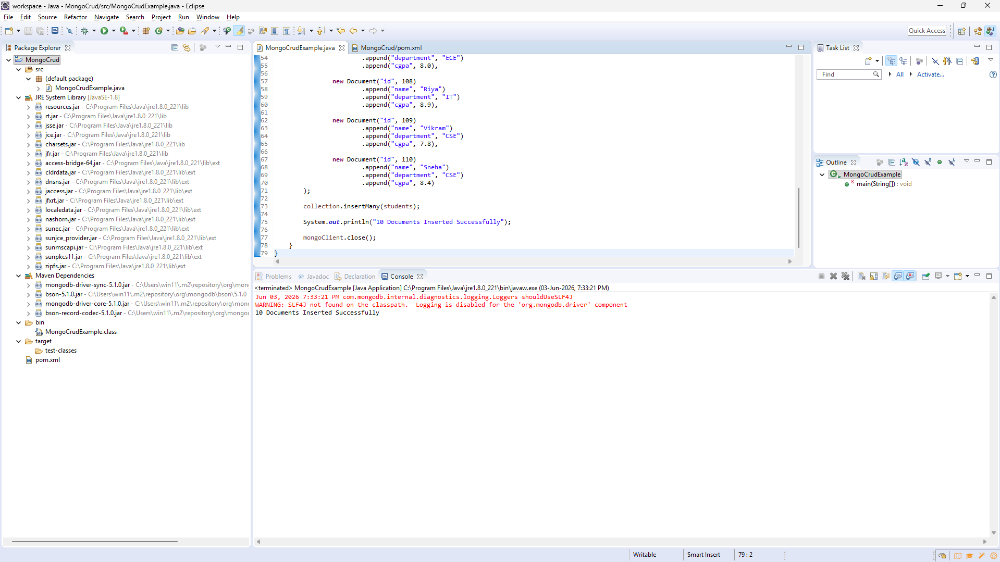 workspace - Java - MongoCrud/src/MongoCrudExample.java - Eclipse
File Edit Source Refactor Navigate Search Project Run Window Help
Quick Access
Package Explorer
MongoCrud
src
(default package)
MongoCrudExample.java
JRE System Library [JavaSE-1.8]
resources.jar - C:\Program Files\Java\jre1.8.0_221\lib
rt.jar - C:\Program Files\Java\jre1.8.0_221\lib
jsse.jar - C:\Program Files\Java\jre1.8.0_221\lib
jce.jar - C:\Program Files\Java\jre1.8.0_221\lib
charsets.jar - C:\Program Files\Java\jre1.8.0_221\lib
jfr.jar - C:\Program Files\Java\jre1.8.0_221\lib
access-bridge-64.jar - C:\Program Files\Java\jre1.8.0_221\lib\ext
cldrdata.jar - C:\Program Files\Java\jre1.8.0_221\lib\ext
dnsns.jar - C:\Program Files\Java\jre1.8.0_221\lib\ext
jaccess.jar - C:\Program Files\Java\jre1.8.0_221\lib\ext
jfxrt.jar - C:\Program Files\Java\jre1.8.0_221\lib\ext
localedata.jar - C:\Program Files\Java\jre1.8.0_221\lib\ext
nashorn.jar - C:\Program Files\Java\jre1.8.0_221\lib\ext
sunec.jar - C:\Program Files\Java\jre1.8.0_221\lib\ext
sunjce_provider.jar - C:\Program Files\Java\jre1.8.0_221\lib\ext
sunmscapi.jar - C:\Program Files\Java\jre1.8.0_221\lib\ext
sunpkcs11.jar - C:\Program Files\Java\jre1.8.0_221\lib\ext
zipfs.jar - C:\Program Files\Java\jre1.8.0_221\lib\ext
Maven Dependencies
mongodb-driver-sync-5.1.0.jar - C:\Users\win11\.m2\repository\org\mong
bson-5.1.0.jar - C:\Users\win11\.m2\repository\org\mongodb\bson\5.1.0
mongodb-driver-core-5.1.0.jar - C:\Users\win11\.m2\repository\org\mong
bson-record-codec-5.1.0.jar - C:\Users\win11\.m2\repository\org\mongo
bin
MongoCrudExample.class
target
test-classes
pom.xml
MongoCrudExample.java
MongoCrud/pom.xml
54 .append("department", "ECE")
55 .append("cgpa", 8.0),
56
57 new Document("id", 108)
58 .append("name", "Riya")
59 .append("department", "IT")
60 .append("cgpa", 8.9),
61
62 new Document("id", 109)
63 .append("name", "Vikram")
64 .append("department", "CSE")
65 .append("cgpa", 7.8),
66
67 new Document("id", 110)
68 .append("name", "Sneha")
69 .append("department", "CSE")
70 .append("cgpa", 8.4)
71 );
72
73 collection.insertMany(students);
74
75 System.out.println("10 Documents Inserted Successfully");
76
77 mongoClient.close();
78 }
79 }
Problems @ Javadoc Declaration Console
<terminated> MongoCrudExample [Java Application] C:\Program Files\Java\jre1.8.0_221\bin\javaw.exe (03-Jun-2026, 7:33:21 PM)
Jun 03, 2026 7:33:21 PM com.mongodb.internal.diagnostics.logging.Loggers shouldUseSLF4J
WARNING: SLF4J not found on the classpath.  Logging is disabled for the 'org.mongodb.driver' component
10 Documents Inserted Successfully
Task List
Find
All
Activate...
Outline
MongoCrudExample
main(String[]) : void
Writable
Smart Insert
79 : 2